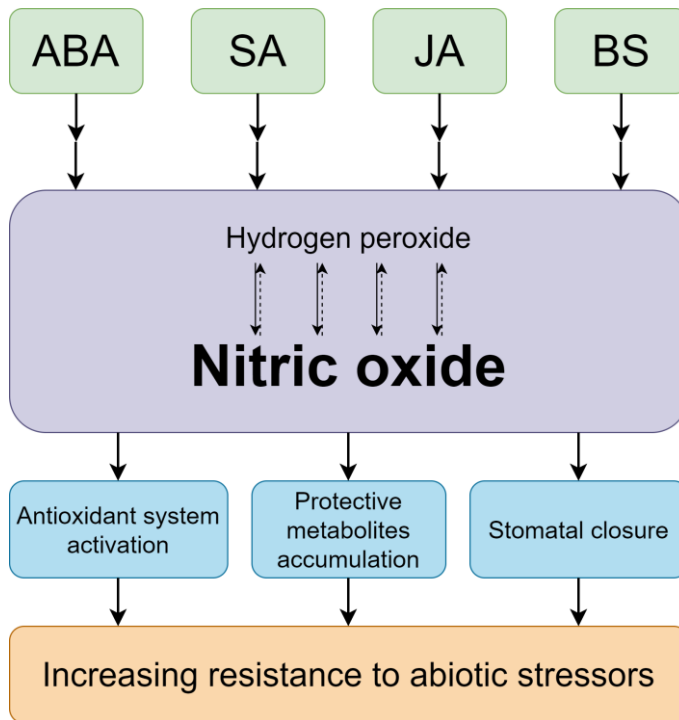 ABA SA JA BS
Hydrogen peroxide
Nitric oxide
Antioxidant system
activation
Protective
metabolites
accumulation
Stomatal closure
Increasing resistance to abiotic stressors